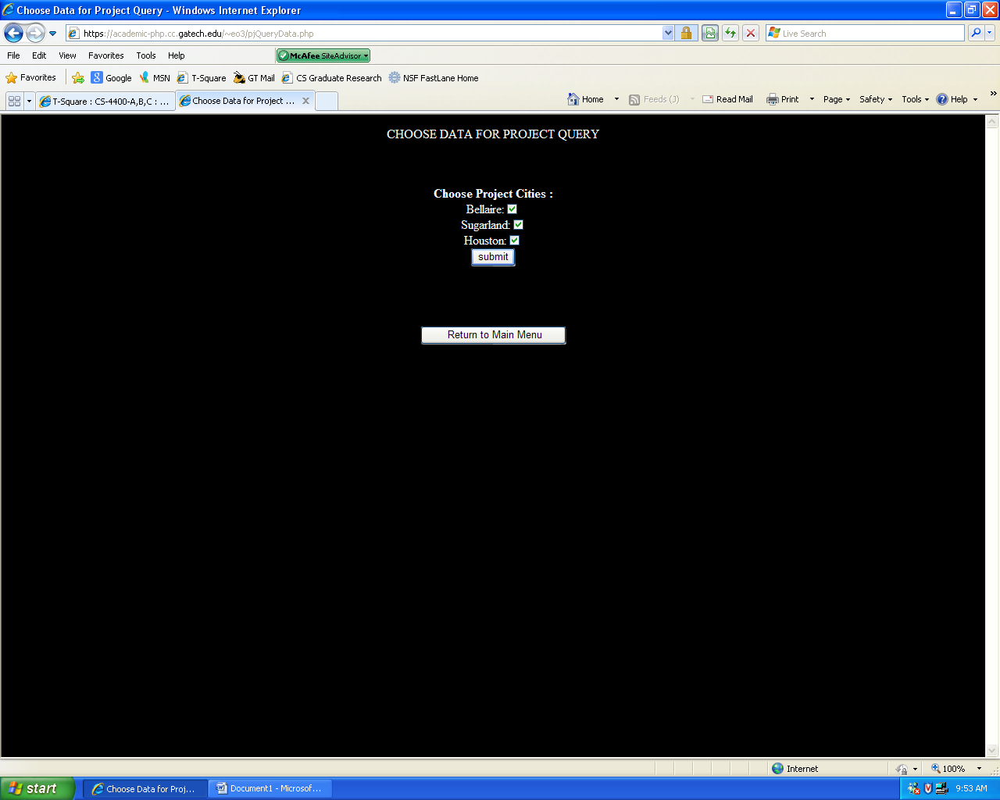 Choose Data for Project Query - Windows Internet Explorer
https://academic-php.cc.gatech.edu/~eo3/pjQueryData.php
Live Search
File Edit View Favorites Tools Help
McAfee SiteAdvisor
Favorites Google MSN T-Square GT Mail CS Graduate Research NSF FastLane Home
T-Square : CS-4400-A,B,C : ... Choose Data for Project ... Home Feeds (J) Read Mail Print Page Safety Tools Help
CHOOSE DATA FOR PROJECT QUERY
Choose Project Cities :
Bellaire:
Sugarland:
Houston:
submit
Return to Main Menu
Internet 100%
start Choose Data for Proj... Document1 - Microsof... 9:53 AM